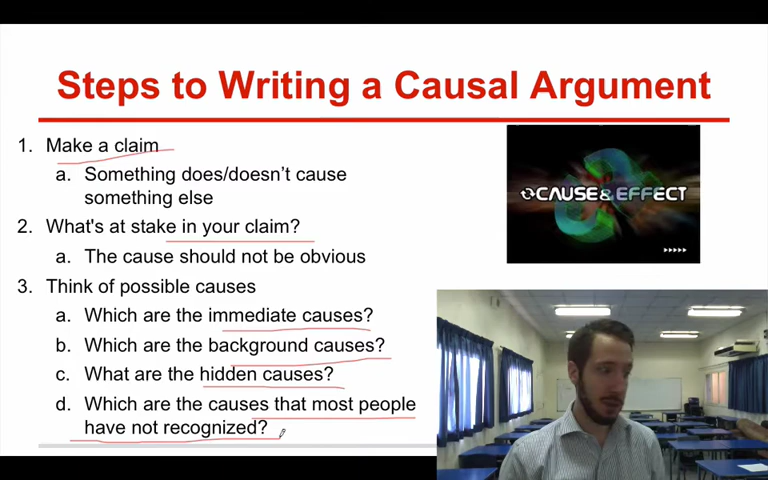 Steps to Writing a Causal Argument
1. Make a claim
a. Something does/doesn't cause
something else
2. What's at stake in your claim?
a. The cause should not be obvious
3. Think of possible causes
a. Which are the immediate causes?
b. Which are the background causes?
c. What are the hidden causes?
d. Which are the causes that most people
have not recognized?
CAUSE & EFFECT